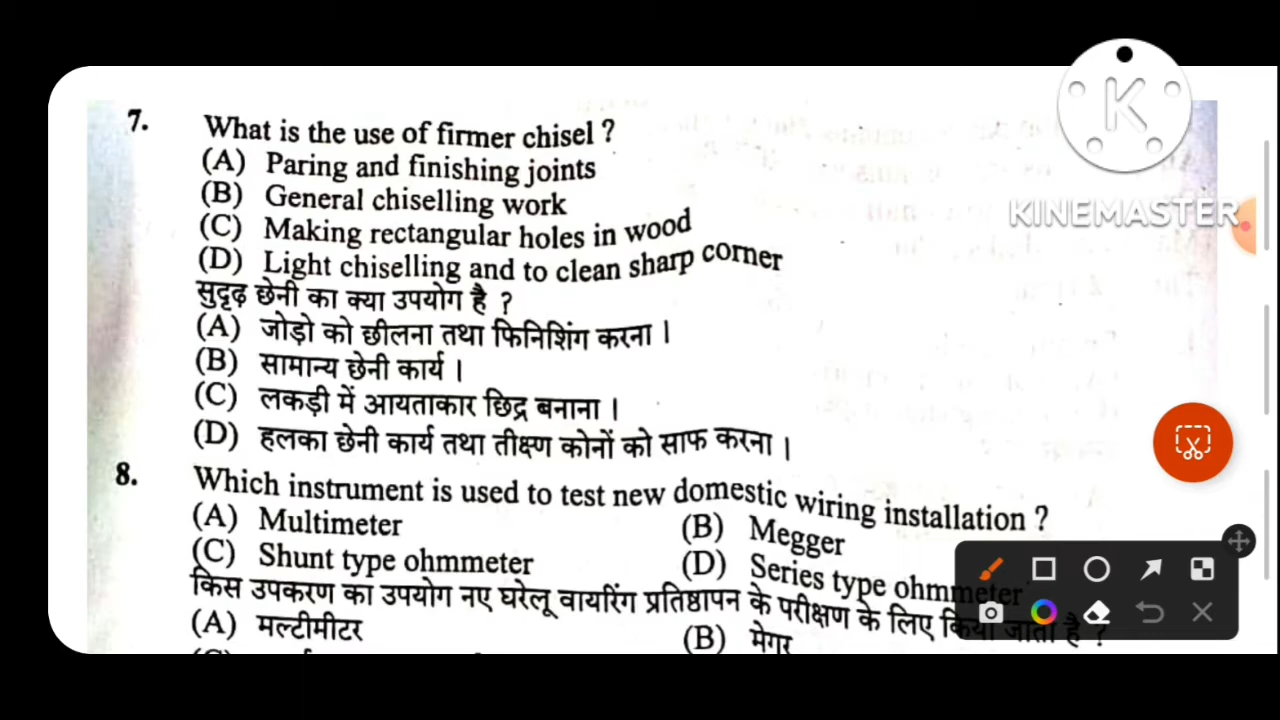 KINEMASTER
7. What is the use of firmer chisel ?
(A) Paring and finishing joints
(B) General chiselling work
(C) Making rectangular holes in wood
(D) Light chiselling and to clean sharp corner
सुदृढ़ छेनी का क्या उपयोग है ?
(A) जोड़ो को छीलना तथा फिनिशिंग करना ।
(B) सामान्य छेनी कार्य ।
(C) लकड़ी में आयताकार छिद्र बनाना ।
(D) हलका छेनी कार्य तथा तीक्ष्ण कोनों को साफ करना ।
8. Which instrument is used to test new domestic wiring installation ?
(A) Multimeter (B) Megger
(C) Shunt type ohmmeter (D) Series type ohmmeter
किस उपकरण का उपयोग नए घरेलू वायरिंग प्रतिष्ठापन के परीक्षण के लिए किया जाता है ?
(A) मल्टीमीटर (B) मेगर